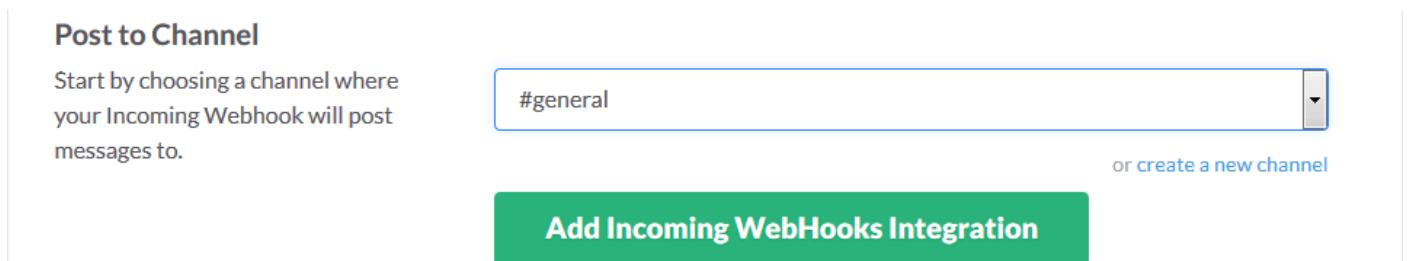 Post to Channel
Start by choosing a channel where
your Incoming Webhook will post
messages to.
#general
or create a new channel
Add Incoming WebHooks Integration